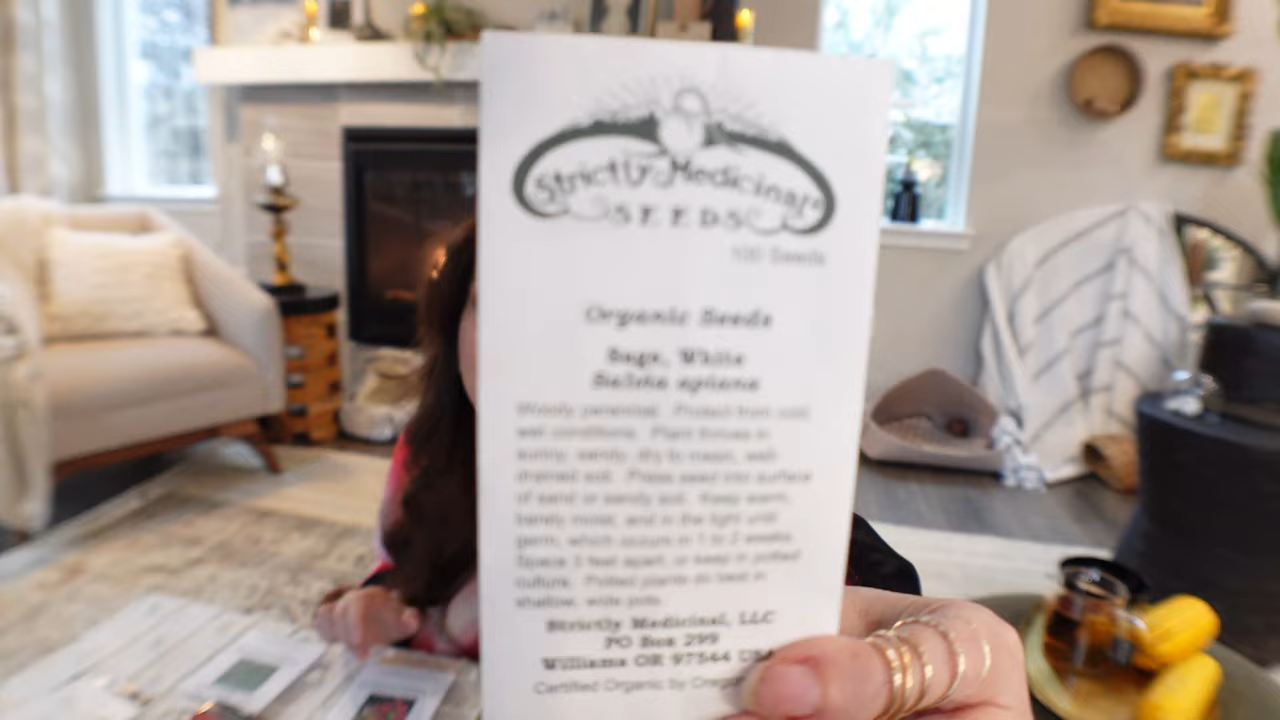 Strictly Medicinal
SEEDS
100 Seeds
Organic Seeds
Sage, White
Salvia apiana
Woody perennial. Protect from cold,
wet conditions. Plant thrives in
sunny, sandy, dry to mesic, well
drained soil. Press seed into surface
of sand or sandy soil. Keep warm,
barely moist, and in the light until
germ, which occurs in 1 to 2 weeks.
Space 3 feet apart, or keep in potted
culture. Potted plants do best in
shallow, wide pots.
Strictly Medicinal, LLC
PO Box 299
Williams OR 97544
Certified Organic by